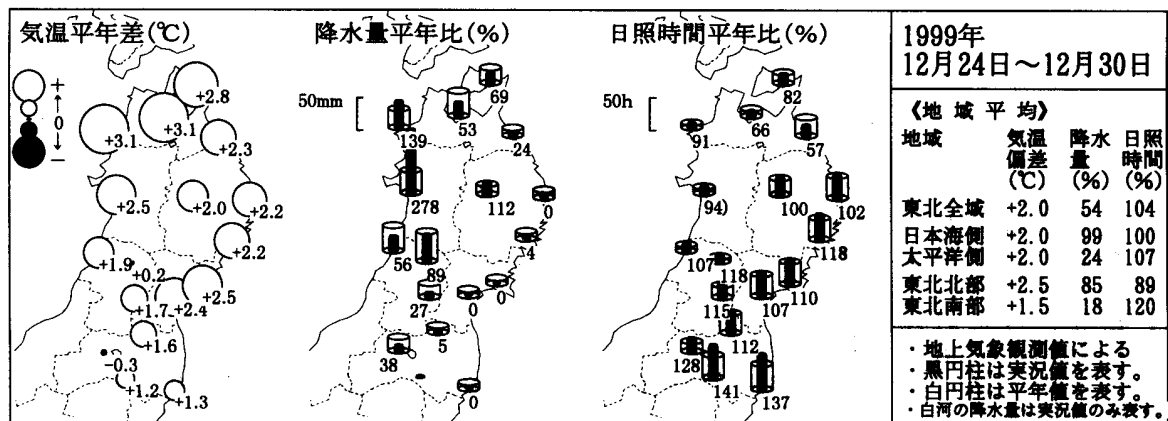 気温平年差(℃)
+
0
−
+2.8
+3.1
+3.1
+2.3
+2.5
+2.0
+2.2
+2.2
+1.9
+0.2
+2.5
+1.7
+2.4
+1.6
−0.3
+1.2
+1.3
降水量平年比(%)
50mm
69
53
139
24
278
112
0
4
56
89
0
27
0
5
38
0
日照時間平年比(%)
50h
82
66
91
57
94)
100
102
118
107
118
110
115
107
112
128
141
137
1999年
12月24日~12月30日
《地域平均》
地域 気温偏差(℃) 降水量(%) 日照時間(%)
東北全域 +2.0 54 104
日本海側 +2.0 99 100
太平洋側 +2.0 24 107
東北北部 +2.5 85 89
東北南部 +1.5 18 120
・地上気象観測値による
・黒円柱は実況値を表す。
・白円柱は平年値を表す。
・白河の降水量は実況値のみ表す。